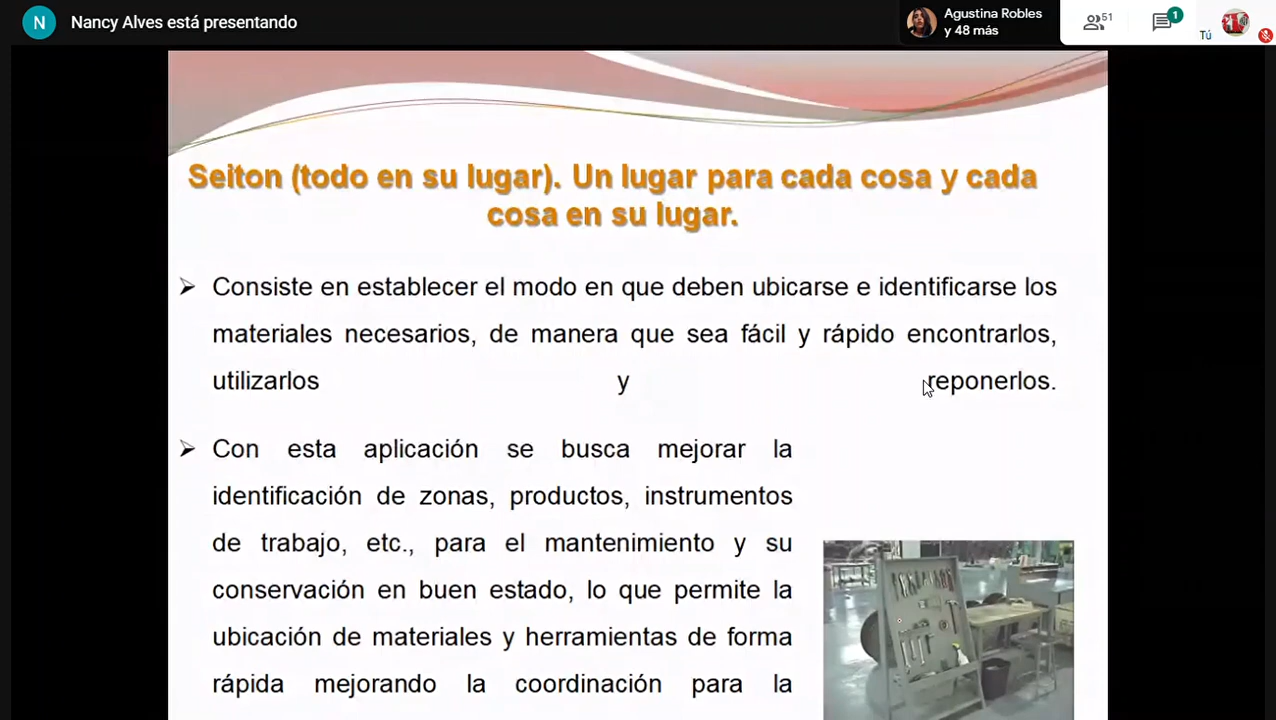 N Nancy Alves está presentando
Agustina Robles
y 48 más
51
1
Tú
Seiton (todo en su lugar). Un lugar para cada cosa y cada
cosa en su lugar.
Consiste en establecer el modo en que deben ubicarse e identificarse los
materiales necesarios, de manera que sea fácil y rápido encontrarlos,
utilizarlos y reponerlos.
Con esta aplicación se busca mejorar la
identificación de zonas, productos, instrumentos
de trabajo, etc., para el mantenimiento y su
conservación en buen estado, lo que permite la
ubicación de materiales y herramientas de forma
rápida mejorando la coordinación para la